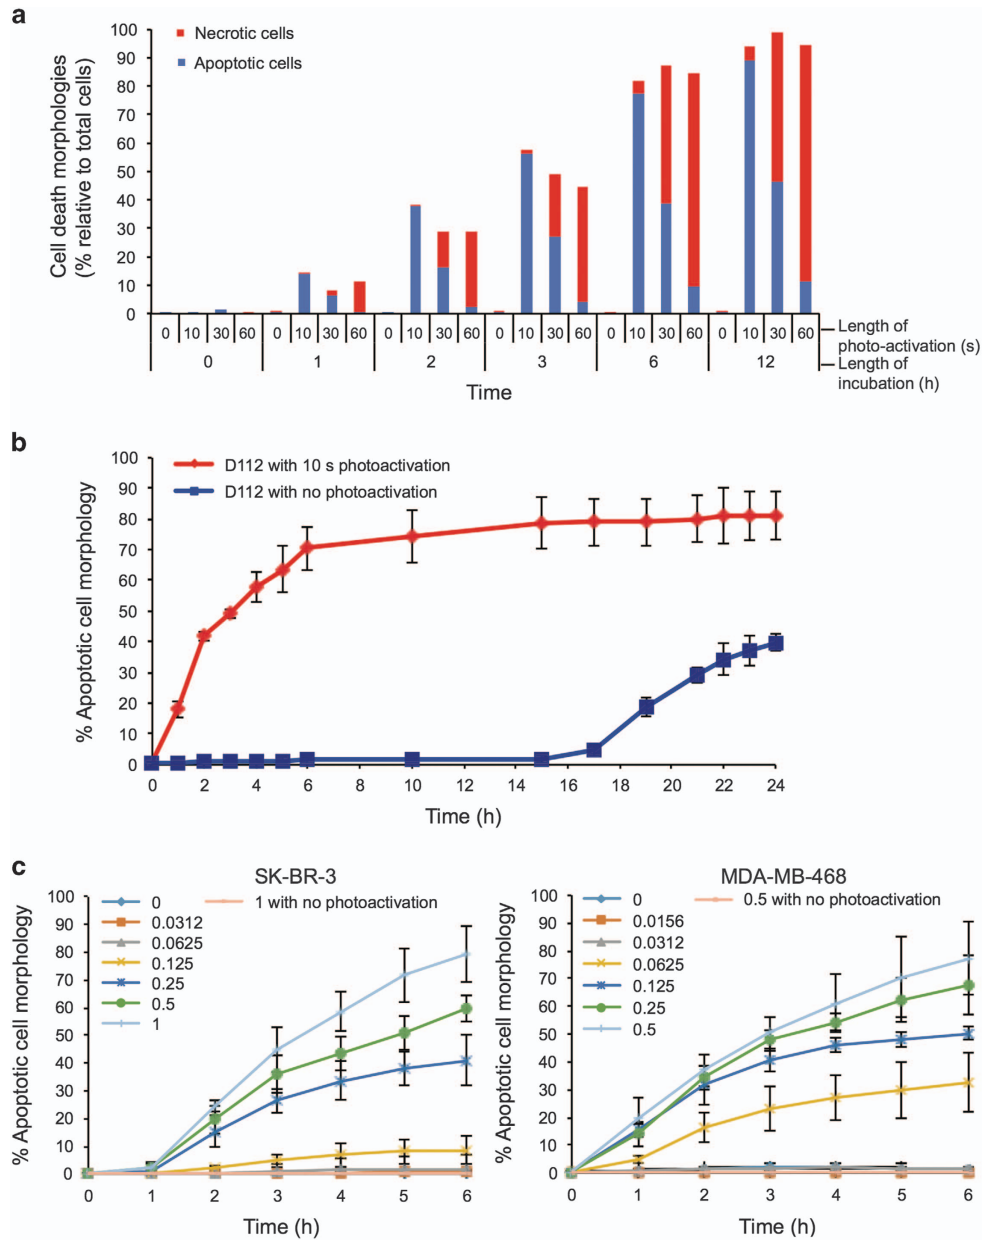 a
Cell death morphologies
(% relative to total cells)
100
90
80
70
60
50
40
30
20
10
0
Necrotic cells
Apoptotic cells
0 10 30 60 0 10 30 60 0 10 30 60 0 10 30 60 0 10 30 60 0 10 30 60
Length of
photo-activation (s)
0 1 2 3 6 12
Length of
incubation (h)
Time
b
% Apoptotic cell morphology
100
90
80
70
60
50
40
30
20
10
0
D112 with 10 s photoactivation
D112 with no photoactivation
0 2 4 6 8 10 12 14 16 18 20 22 24
Time (h)
c
SK-BR-3
% Apoptotic cell morphology
100
90
80
70
60
50
40
30
20
10
0
0
0.0312
0.0625
0.125
0.25
0.5
1
1 with no photoactivation
0 1 2 3 4 5 6
Time (h)
MDA-MB-468
% Apoptotic cell morphology
100
90
80
70
60
50
40
30
20
10
0
0
0.0156
0.0312
0.0625
0.125
0.25
0.5
0.5 with no photoactivation
0 1 2 3 4 5 6
Time (h)